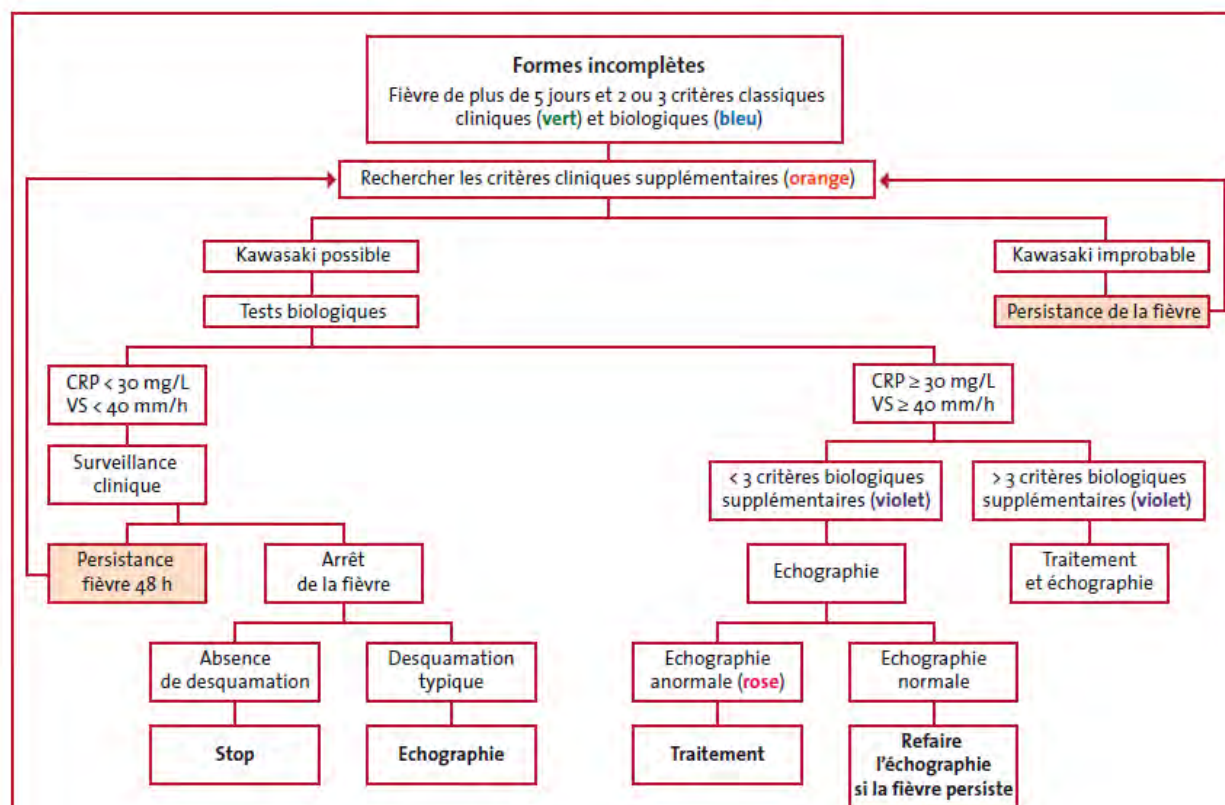 Formes incomplètes
Fièvre de plus de 5 jours et 2 ou 3 critères classiques
cliniques (vert) et biologiques (bleu)
Rechercher les critères cliniques supplémentaires (orange)
Kawasaki possible
Kawasaki improbable
Tests biologiques
Persistance de la fièvre
CRP < 30 mg/L
VS < 40 mm/h
CRP ≥ 30 mg/L
VS ≥ 40 mm/h
Surveillance
clinique
< 3 critères biologiques
supplémentaires (violet)
> 3 critères biologiques
supplémentaires (violet)
Persistance
fièvre 48 h
Arrêt
de la fièvre
Echographie
Traitement
et échographie
Absence
de desquamation
Desquamation
typique
Echographie
anormale (rose)
Echographie
normale
Stop
Echographie
Traitement
Refaire
l'échographie
si la fièvre persiste